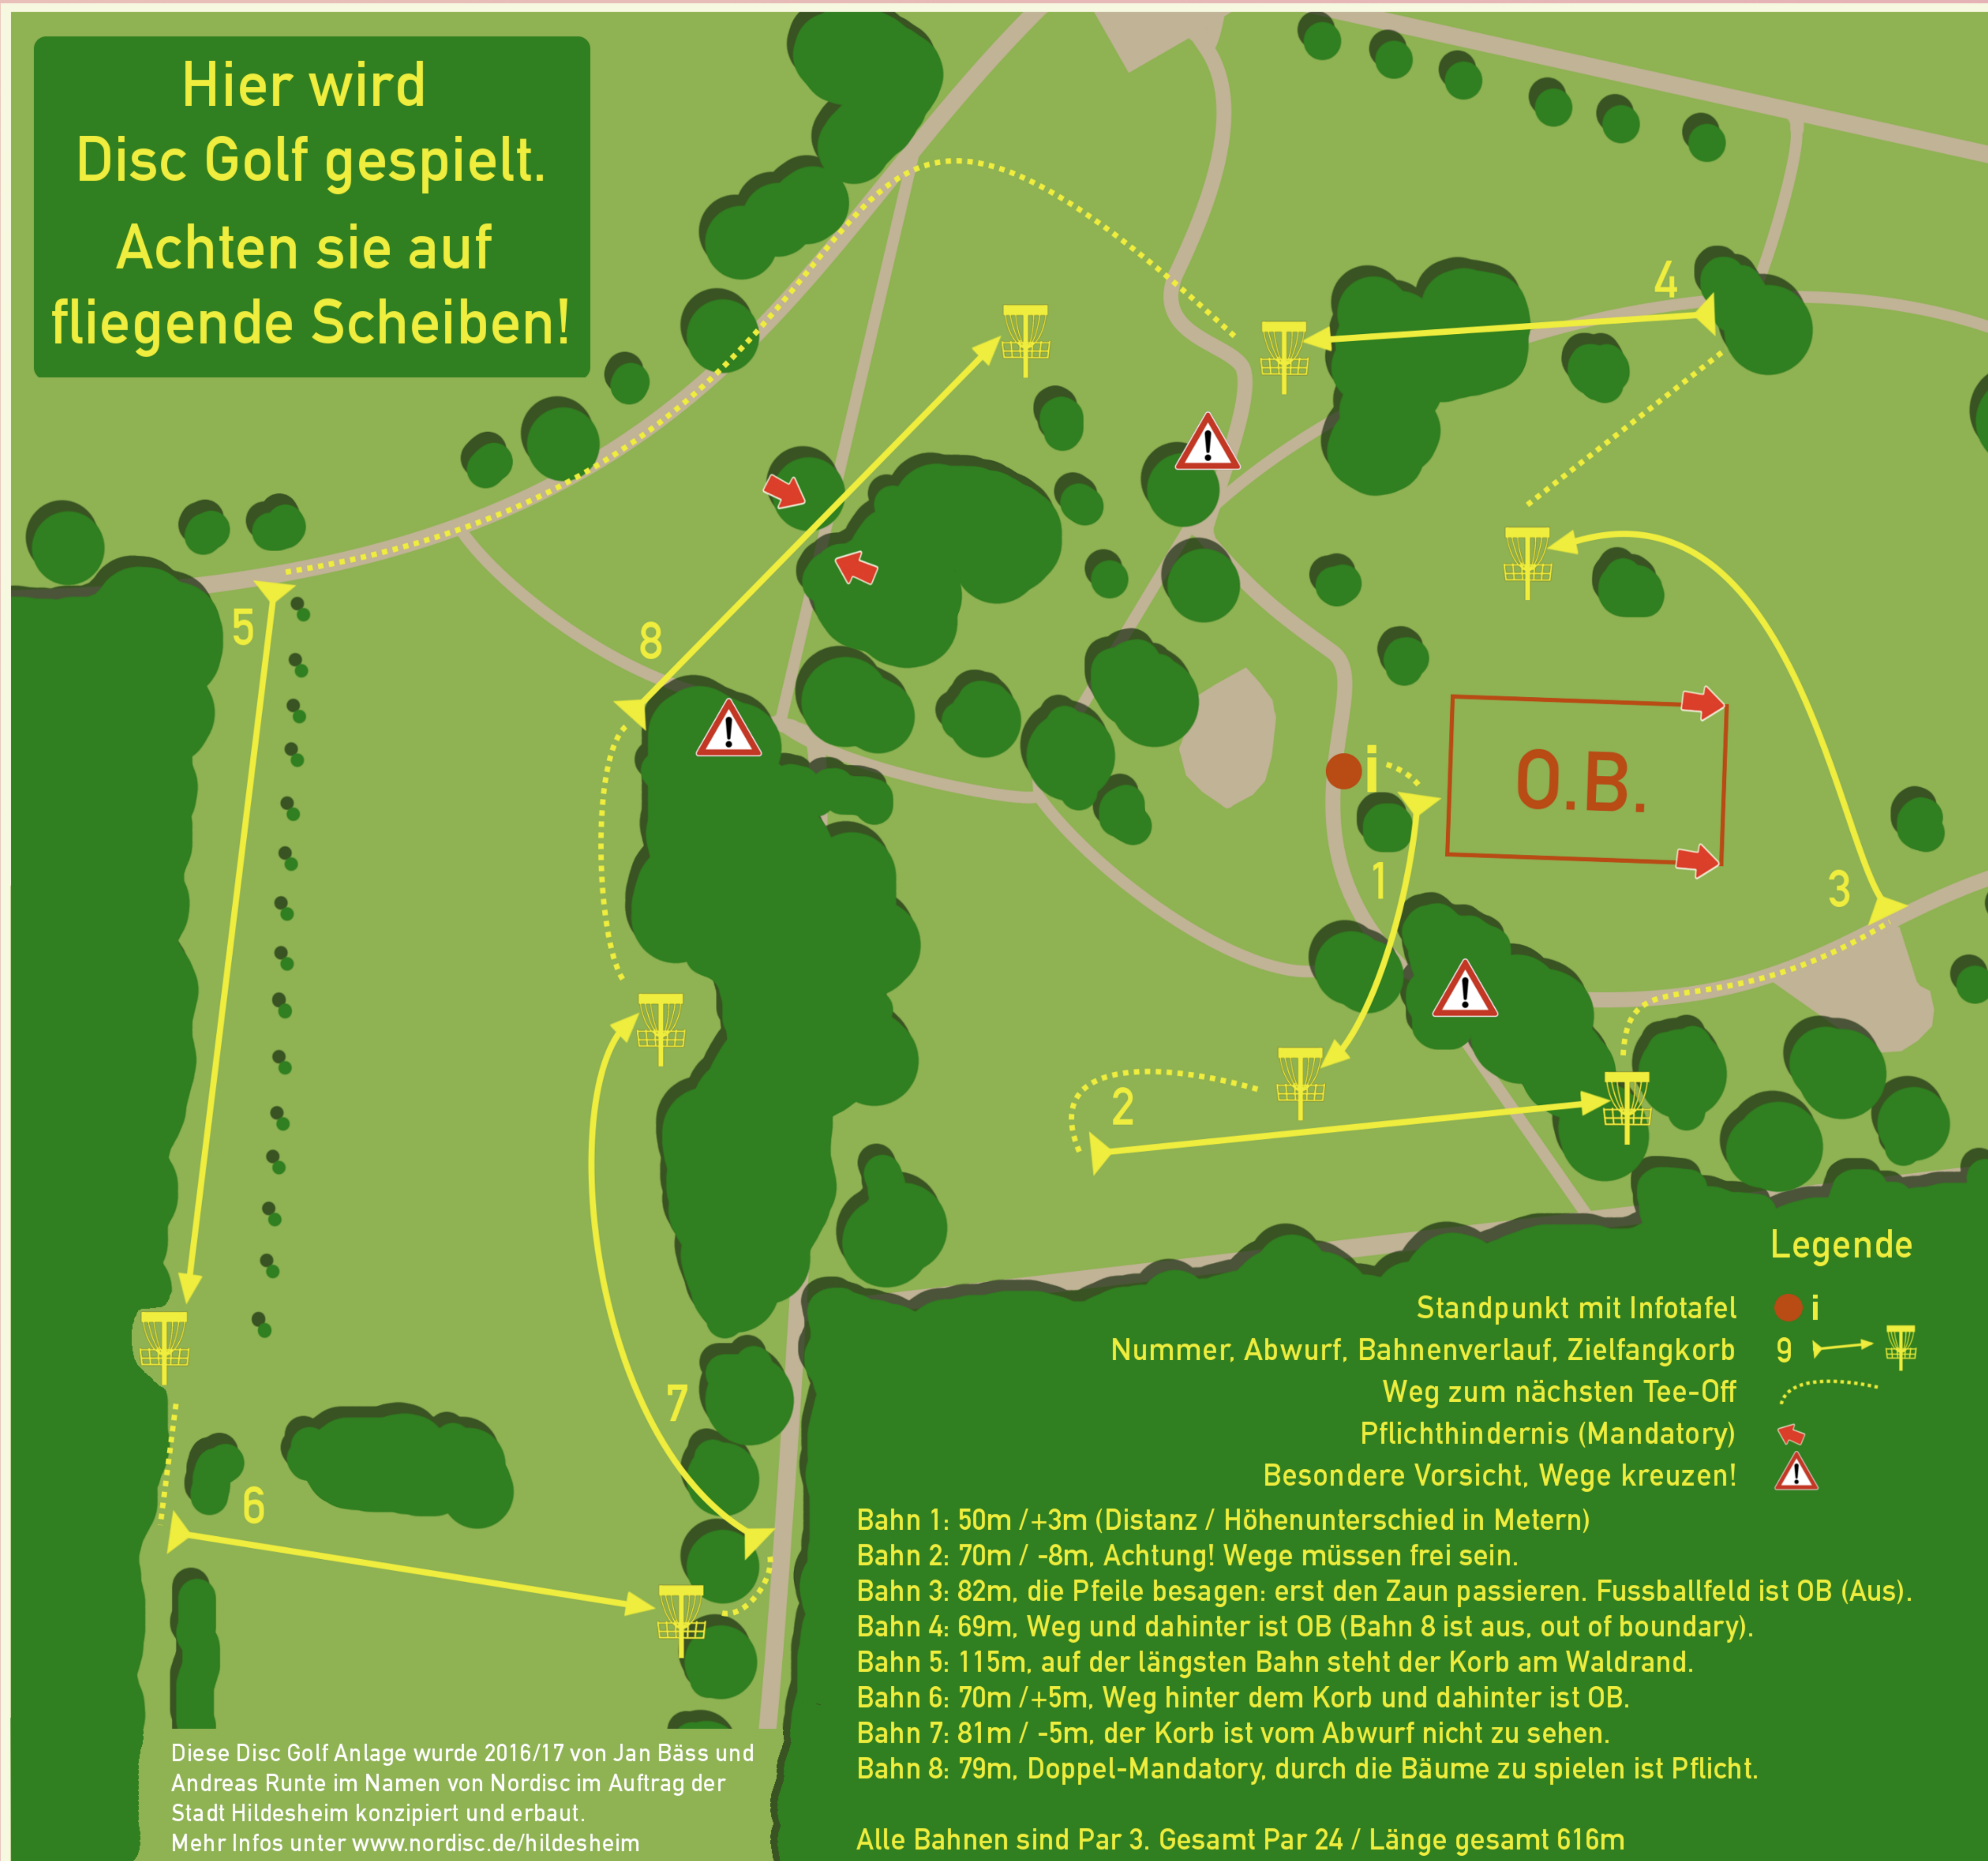 Hier wird
Disc Golf gespielt.
Achten sie auf
fliegende Scheiben!
4
5
8
O.B.
i
1
3
2
7
6
Legende
Standpunkt mit Infotafel i
Nummer, Abwurf, Bahnenverlauf, Zielfangkorb 9
Weg zum nächsten Tee-Off
Pflichthindernis (Mandatory)
Besondere Vorsicht, Wege kreuzen! !
Bahn 1: 50m /+3m (Distanz / Höhenunterschied in Metern)
Bahn 2: 70m / -8m, Achtung! Wege müssen frei sein.
Bahn 3: 82m, die Pfeile besagen: erst den Zaun passieren. Fussballfeld ist OB (Aus).
Bahn 4: 69m, Weg und dahinter ist OB (Bahn 8 ist aus, out of boundary).
Bahn 5: 115m, auf der längsten Bahn steht der Korb am Waldrand.
Bahn 6: 70m /+5m, Weg hinter dem Korb und dahinter ist OB.
Bahn 7: 81m / -5m, der Korb ist vom Abwurf nicht zu sehen.
Bahn 8: 79m, Doppel-Mandatory, durch die Bäume zu spielen ist Pflicht.
Alle Bahnen sind Par 3. Gesamt Par 24 / Länge gesamt 616m
Diese Disc Golf Anlage wurde 2016/17 von Jan Bäss und
Andreas Runte im Namen von Nordisc im Auftrag der
Stadt Hildesheim konzipiert und erbaut.
Mehr Infos unter www.nordisc.de/hildesheim